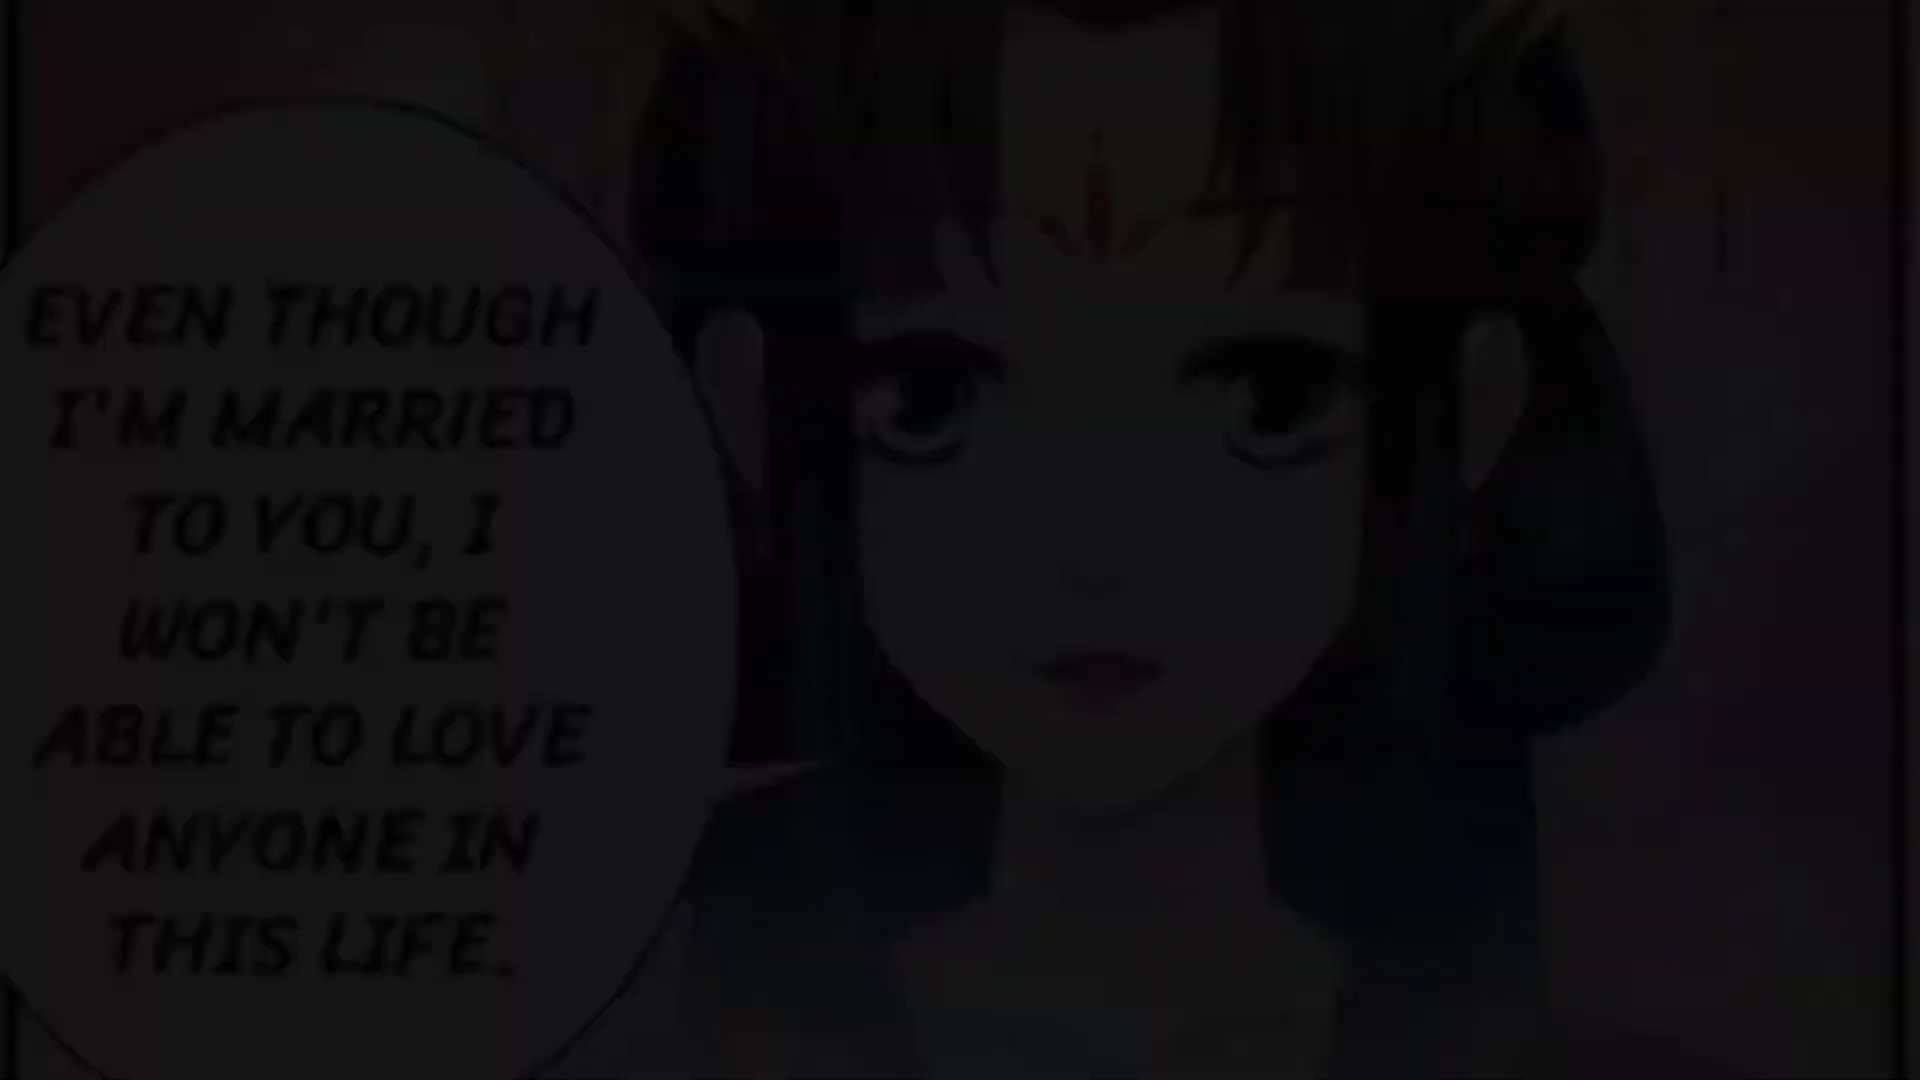 EVEN THOUGH
I'M MARRIED
TO YOU, I
WON'T BE
ABLE TO LOVE
ANYONE IN
THIS LIFE.